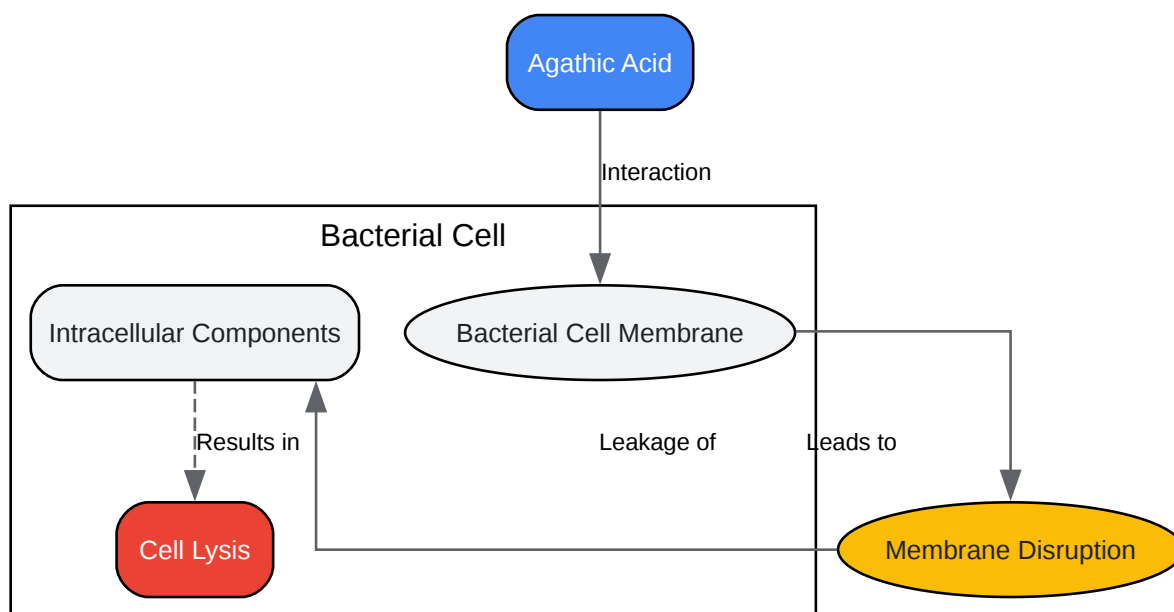 Agathic Acid
Interaction
Bacterial Cell
Intracellular Components
Bacterial Cell Membrane
Results in
Leakage of
Leads to
Cell Lysis
Membrane Disruption